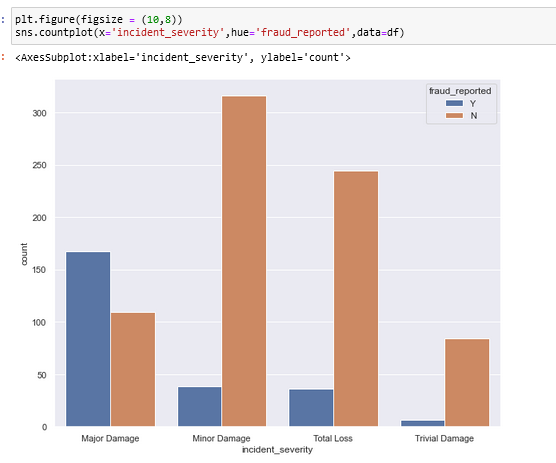 : plt.figure(figsize = (10,8))
sns.countplot(x='incident_severity',hue='fraud_reported',data=df)
: <AxesSubplot:xlabel='incident_severity', ylabel='count'>
fraud_reported
Y
N
300
250
200
150
100
50
0
count
Major Damage Minor Damage Total Loss Trivial Damage
incident_severity